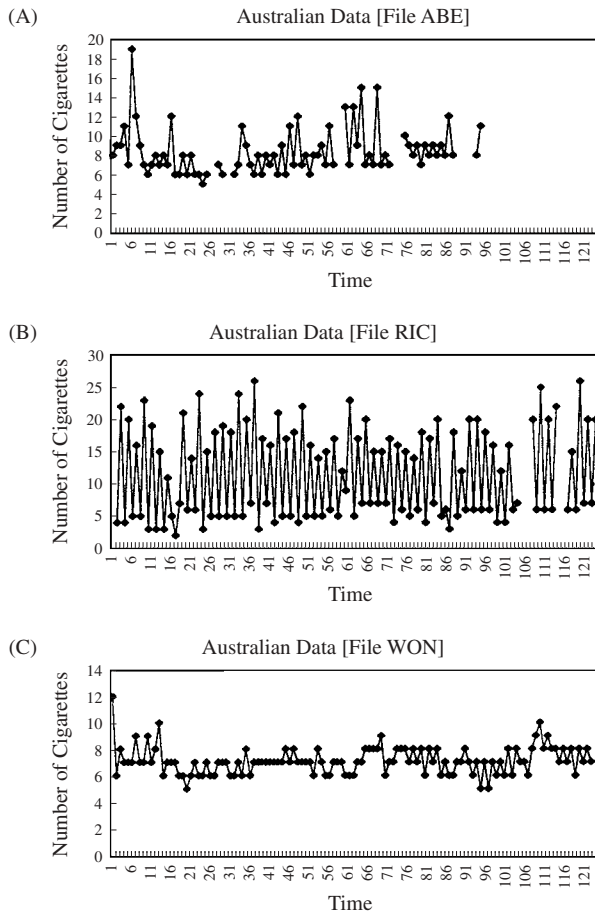 (A)
Australian Data [File ABE]
Number of Cigarettes
20
18
16
14
12
10
8
6
4
2
0
1 6 11 16 21 26 31 36 41 46 51 56 61 66 71 76 81 86 91 96 101 106 111 116 121
Time
(B)
Australian Data [File RIC]
Number of Cigarettes
30
25
20
15
10
5
0
1 6 11 16 21 26 31 36 41 46 51 56 61 66 71 76 81 86 91 96 101 106 111 116 121
Time
(C)
Australian Data [File WON]
Number of Cigarettes
14
12
10
8
6
4
2
0
1 6 11 16 21 26 31 36 41 46 51 56 61 66 71 76 81 86 91 96 101 106 111 116 121
Time